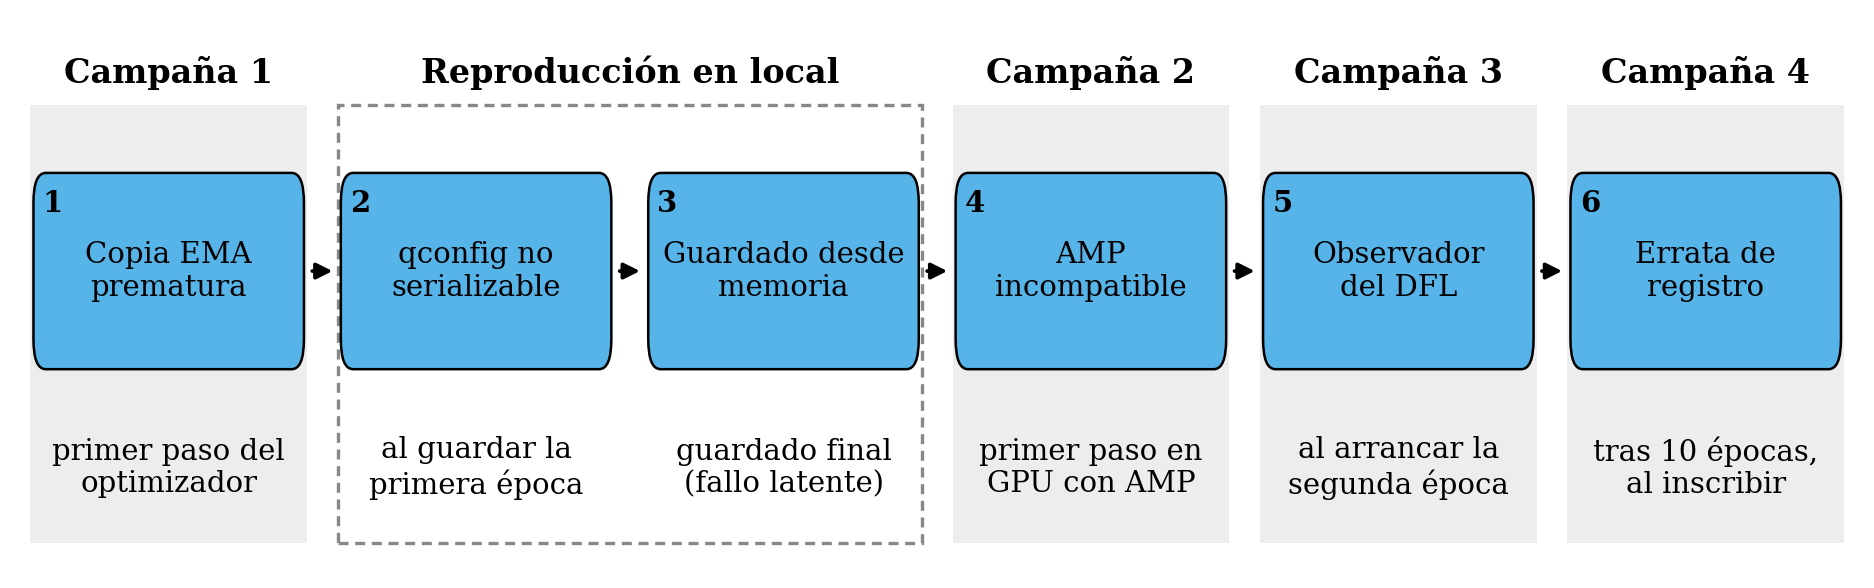 Campaña 1
Reproducción en local
Campaña 2
Campaña 3
Campaña 4
1
Copia EMA
prematura
2
qconfig no
serializable
3
Guardado desde
memoria
4
AMP
incompatible
5
Observador
del DFL
6
Errata de
registro
primer paso del
optimizador
al guardar la
primera época
guardado final
(fallo latente)
primer paso en
GPU con AMP
al arrancar la
segunda época
tras 10 épocas,
al inscribir